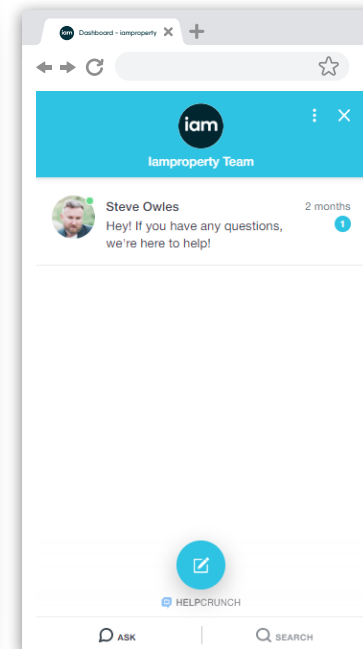 iam Dashboard - iamproperty
iam
Iamproperty Team
Steve Owles 2 months
Hey! If you have any questions, 1
we're here to help!
HELPCRUNCH
ASK SEARCH